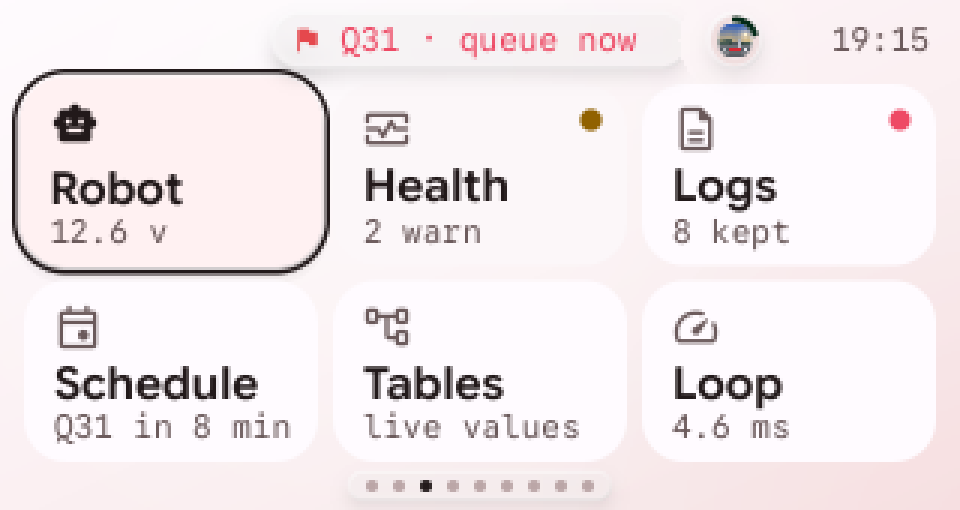 Q31 · queue now
19:15
Robot
12.6 v
Health
2 warn
Logs
8 kept
Schedule
Q31 in 8 min
Tables
live values
Loop
4.6 ms